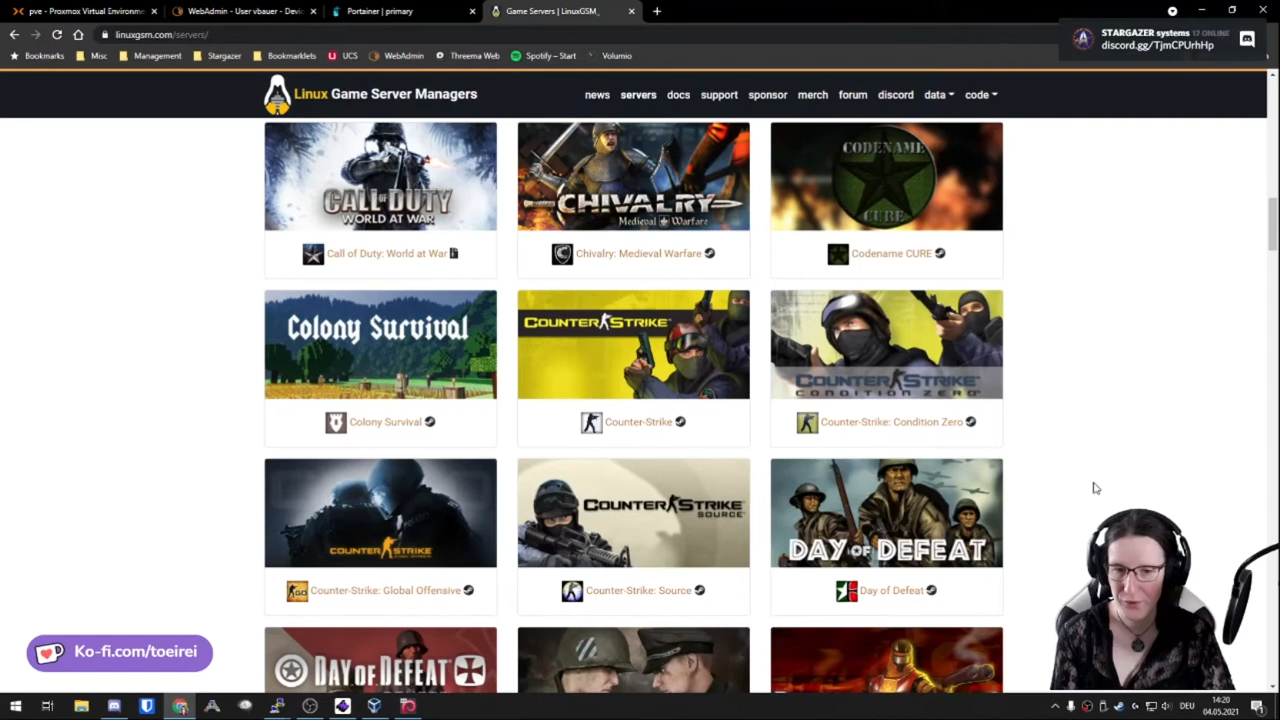 pve - Proxmox Virtual Environm
WebAdmin - User vbauer - Devic
Portainer | primary
Game Servers | LinuxGSM_
linuxgsm.com/servers/
STARGAZER systems 17 ONLINE
discord.gg/TjmCPUrhHp
Bookmarks
Misc
Management
Stargazer
Bookmarklets
UCS
WebAdmin
Threema Web
Spotify – Start
Volumio
Linux Game Server Managers
news
servers
docs
support
sponsor
merch
forum
discord
data
code
CALL OF DUTY
WORLD AT WAR
CHIVALRY
Medieval Warfare
CODENAME
CURE
Call of Duty: World at War
Chivalry: Medieval Warfare
Codename CURE
Colony Survival
COUNTER STRIKE
COUNTER STRIKE
CONDITION ZERO
Colony Survival
Counter-Strike
Counter-Strike: Condition Zero
COUNTER STRIKE
COUNTER STRIKE
SOURCE
DAY OF DEFEAT
GO
Counter-Strike: Global Offensive
Counter-Strike: Source
Day of Defeat
DAY OF DEFEAT
Ko-fi.com/toeirei
DEU
14:20
04.05.2021
1